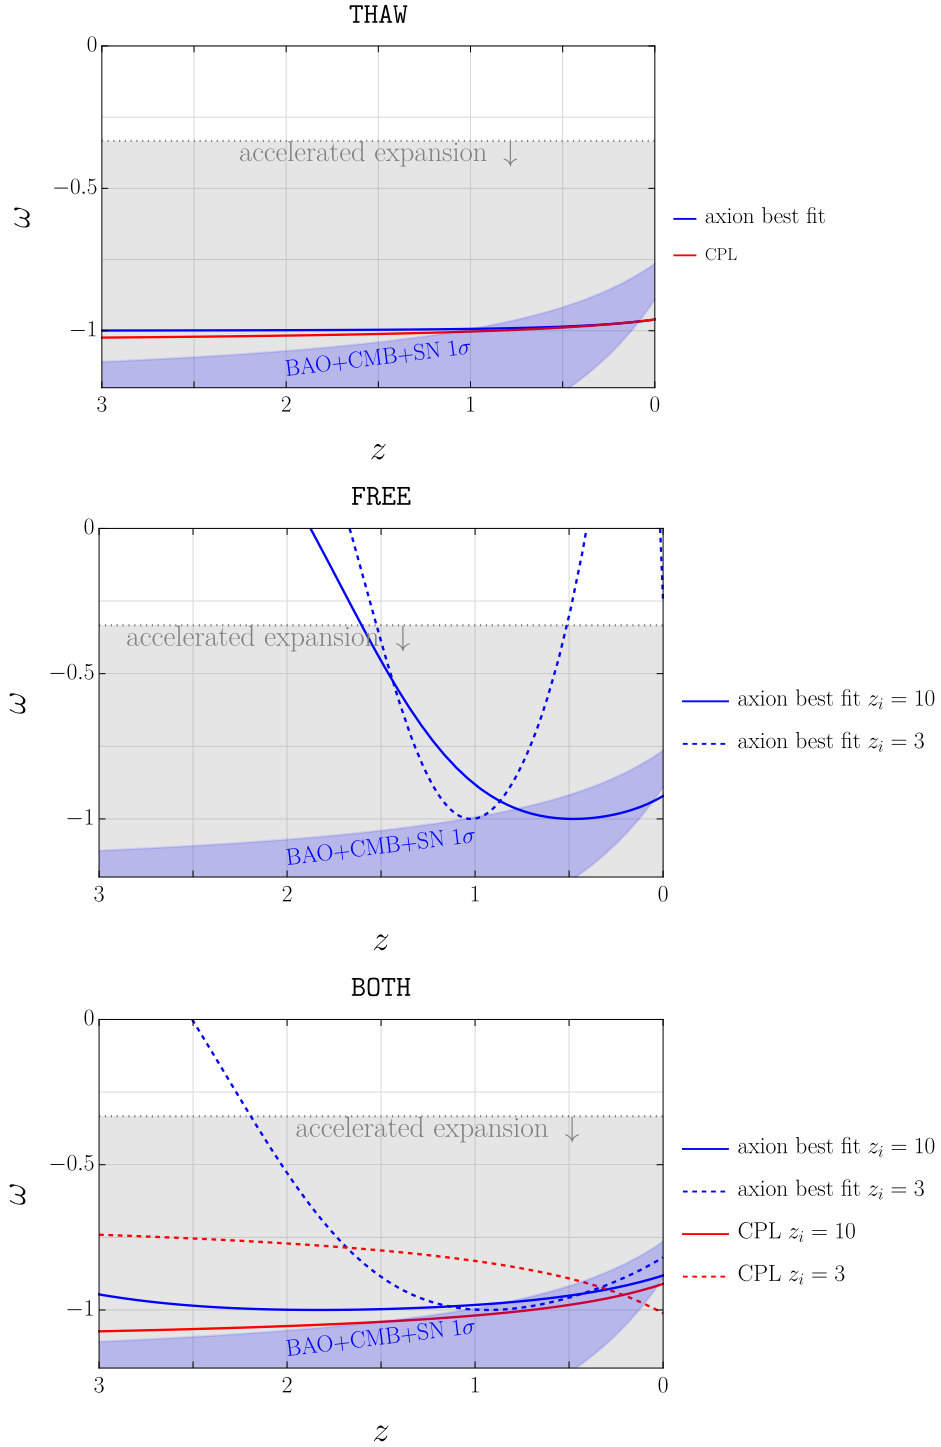 THAW
0
accelerated expansion ↓
−0.5
ω
axion best fit
CPL
−1
BAO+CMB+SN 1σ
3
2
1
0
z
FREE
0
accelerated expansion ↓
−0.5
ω
axion best fit z_i = 10
axion best fit z_i = 3
−1
BAO+CMB+SN 1σ
3
2
1
0
z
BOTH
0
accelerated expansion ↓
−0.5
ω
axion best fit z_i = 10
axion best fit z_i = 3
CPL z_i = 10
CPL z_i = 3
−1
BAO+CMB+SN 1σ
3
2
1
0
z